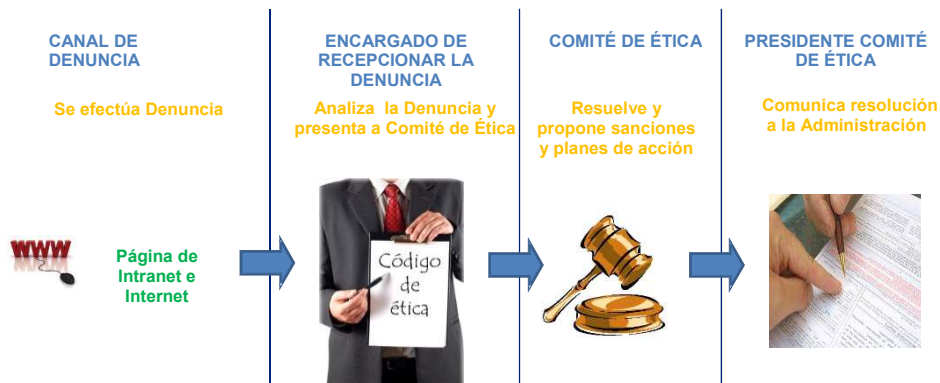 CANAL DE
DENUNCIA
Se efectúa Denuncia
WWW
Página de
Intranet e
Internet
ENCARGADO DE
RECEPCIONAR LA
DENUNCIA
Analiza la Denuncia y
presenta a Comité de Ética
Código
de
ética
COMITÉ DE ÉTICA
Resuelve y
propone sanciones
y planes de acción
PRESIDENTE COMITÉ
DE ÉTICA
Comunica resolución
a la Administración